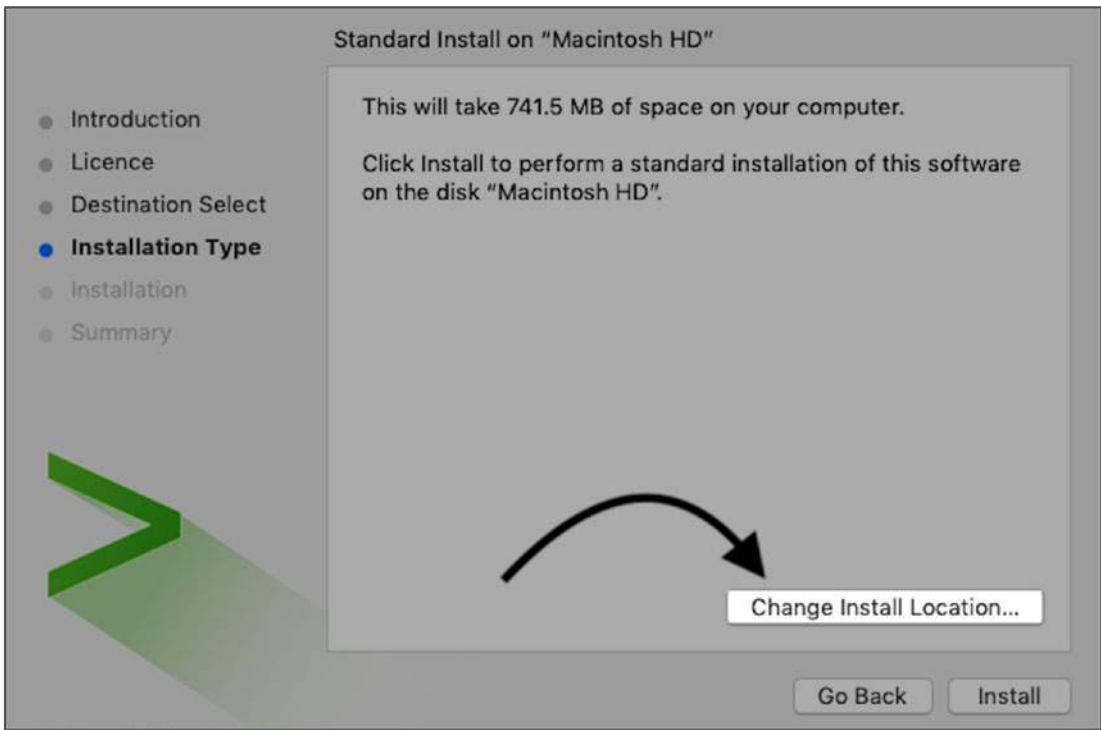 Standard Install on “Macintosh HD”
Introduction
Licence
Destination Select
Installation Type
Installation
Summary
This will take 741.5 MB of space on your computer.
Click Install to perform a standard installation of this software
on the disk “Macintosh HD”.
Change Install Location...
Go Back
Install